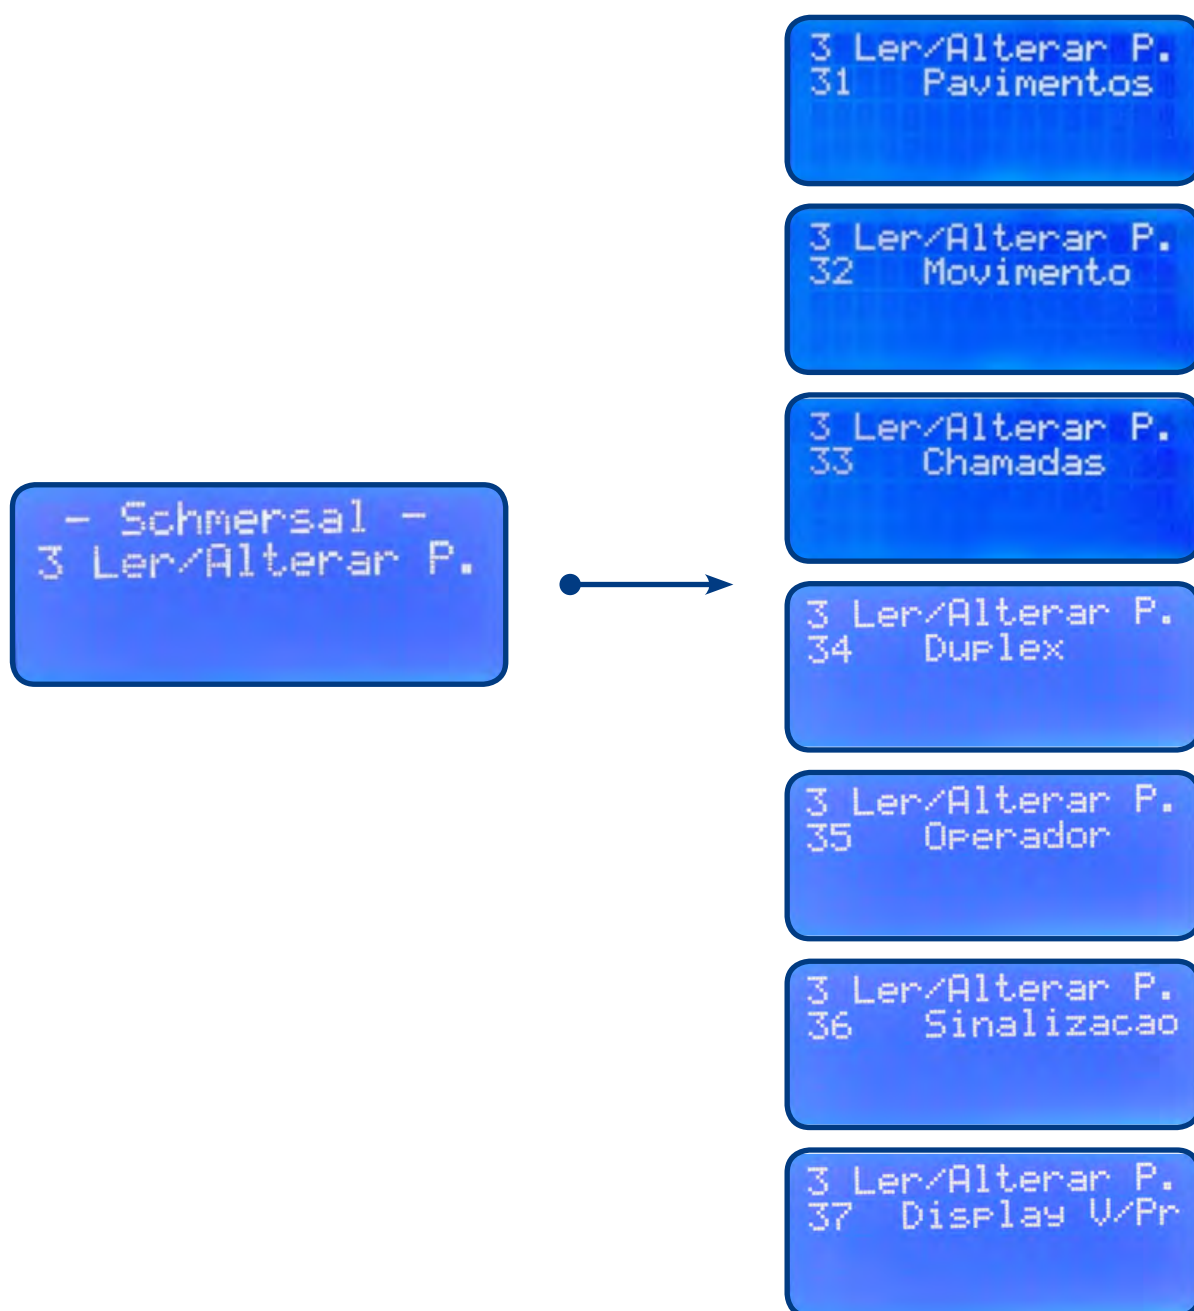 - Schmersal -
3 Ler/Alterar P.
3 Ler/Alterar P.
31 Pavimentos
3 Ler/Alterar P.
32 Movimento
3 Ler/Alterar P.
33 Chamadas
3 Ler/Alterar P.
34 Duplex
3 Ler/Alterar P.
35 Operador
3 Ler/Alterar P.
36 Sinalizacao
3 Ler/Alterar P.
37 Display V/Pr